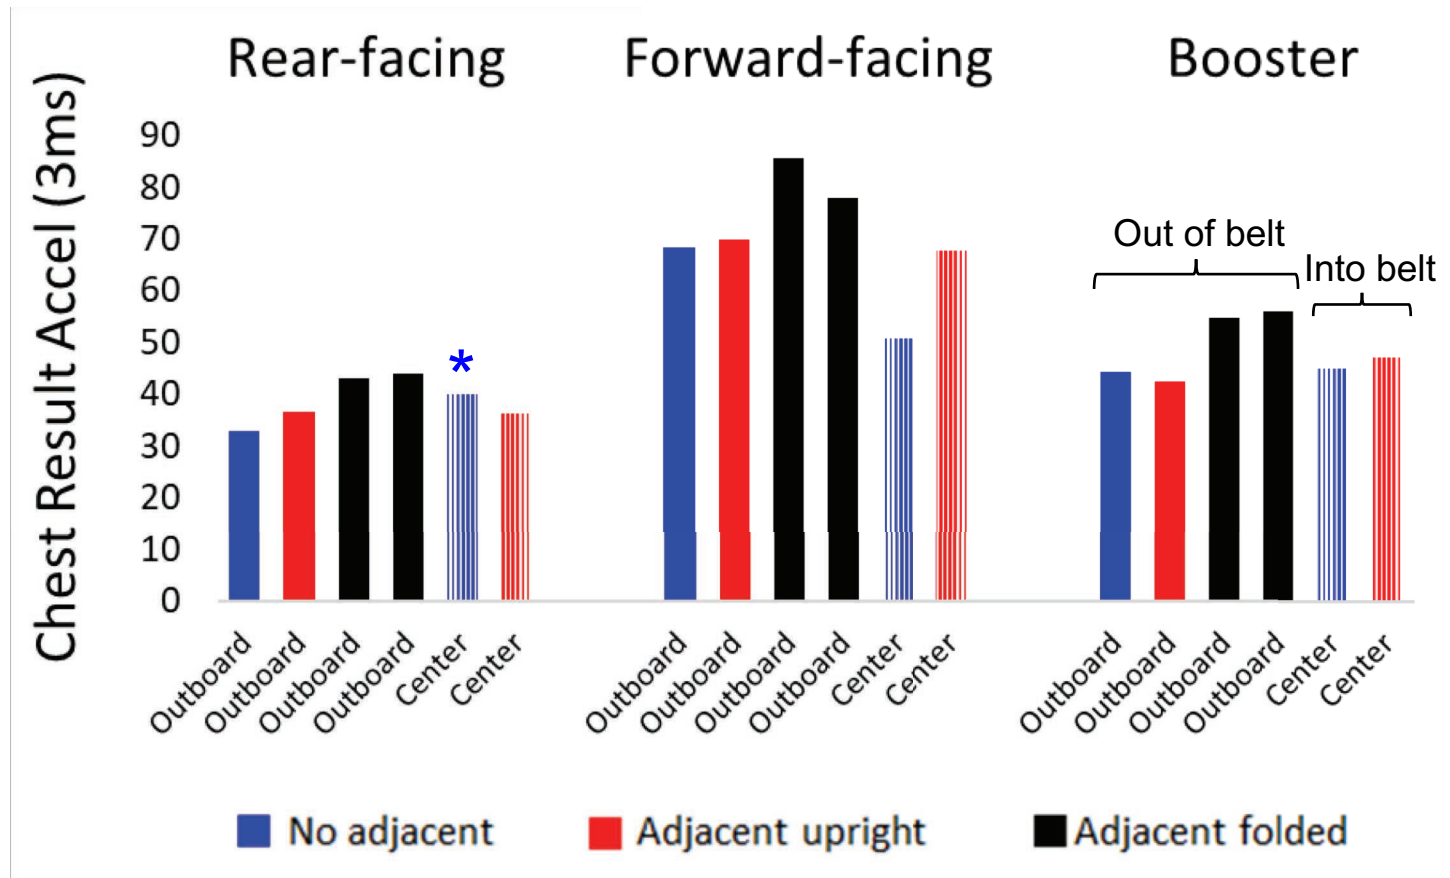 Rear-facing
Forward-facing
Booster
Chest Result Accel (3ms)
90
80
70
60
50
40
30
20
10
0
*
Out of belt
Into belt
Outboard
Outboard
Outboard
Outboard
Center
Center
Outboard
Outboard
Outboard
Outboard
Center
Center
Outboard
Outboard
Outboard
Outboard
Center
Center
No adjacent
Adjacent upright
Adjacent folded